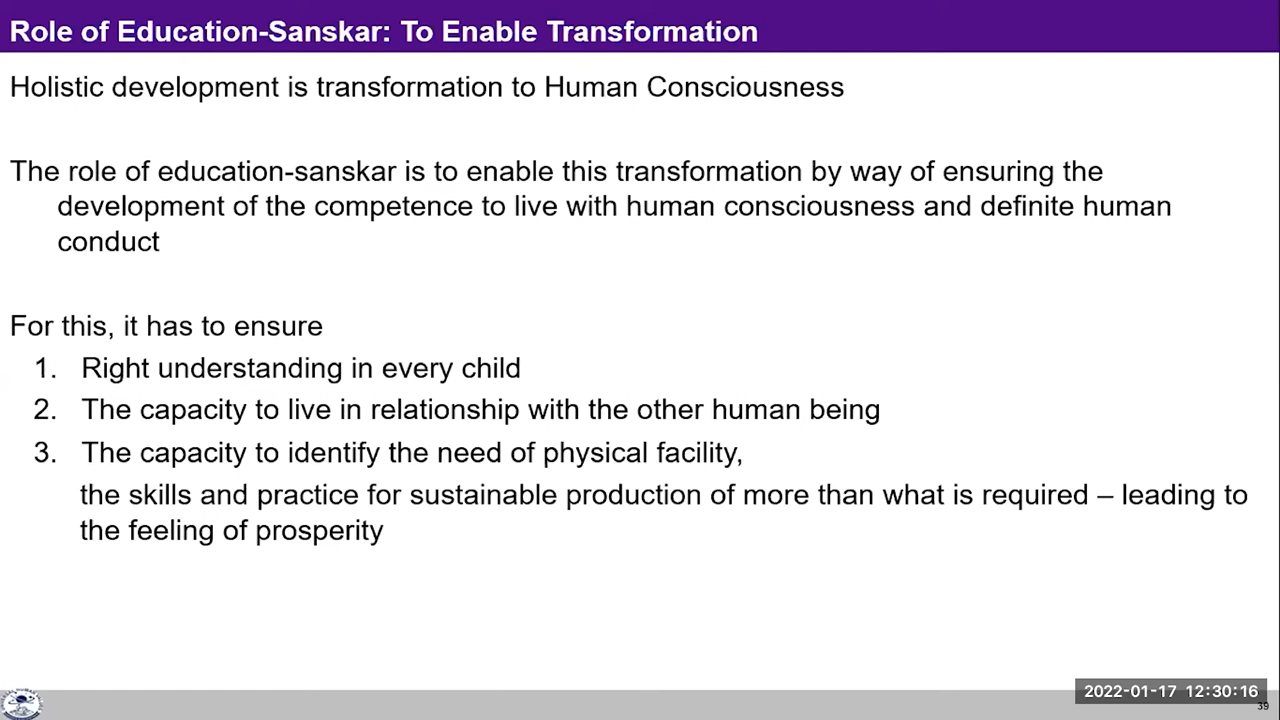 Role of Education-Sanskar: To Enable Transformation
Holistic development is transformation to Human Consciousness
The role of education-sanskar is to enable this transformation by way of ensuring the
development of the competence to live with human consciousness and definite human
conduct
For this, it has to ensure
1. Right understanding in every child
2. The capacity to live in relationship with the other human being
3. The capacity to identify the need of physical facility,
the skills and practice for sustainable production of more than what is required – leading to
the feeling of prosperity
2022-01-17 12:30:16
39